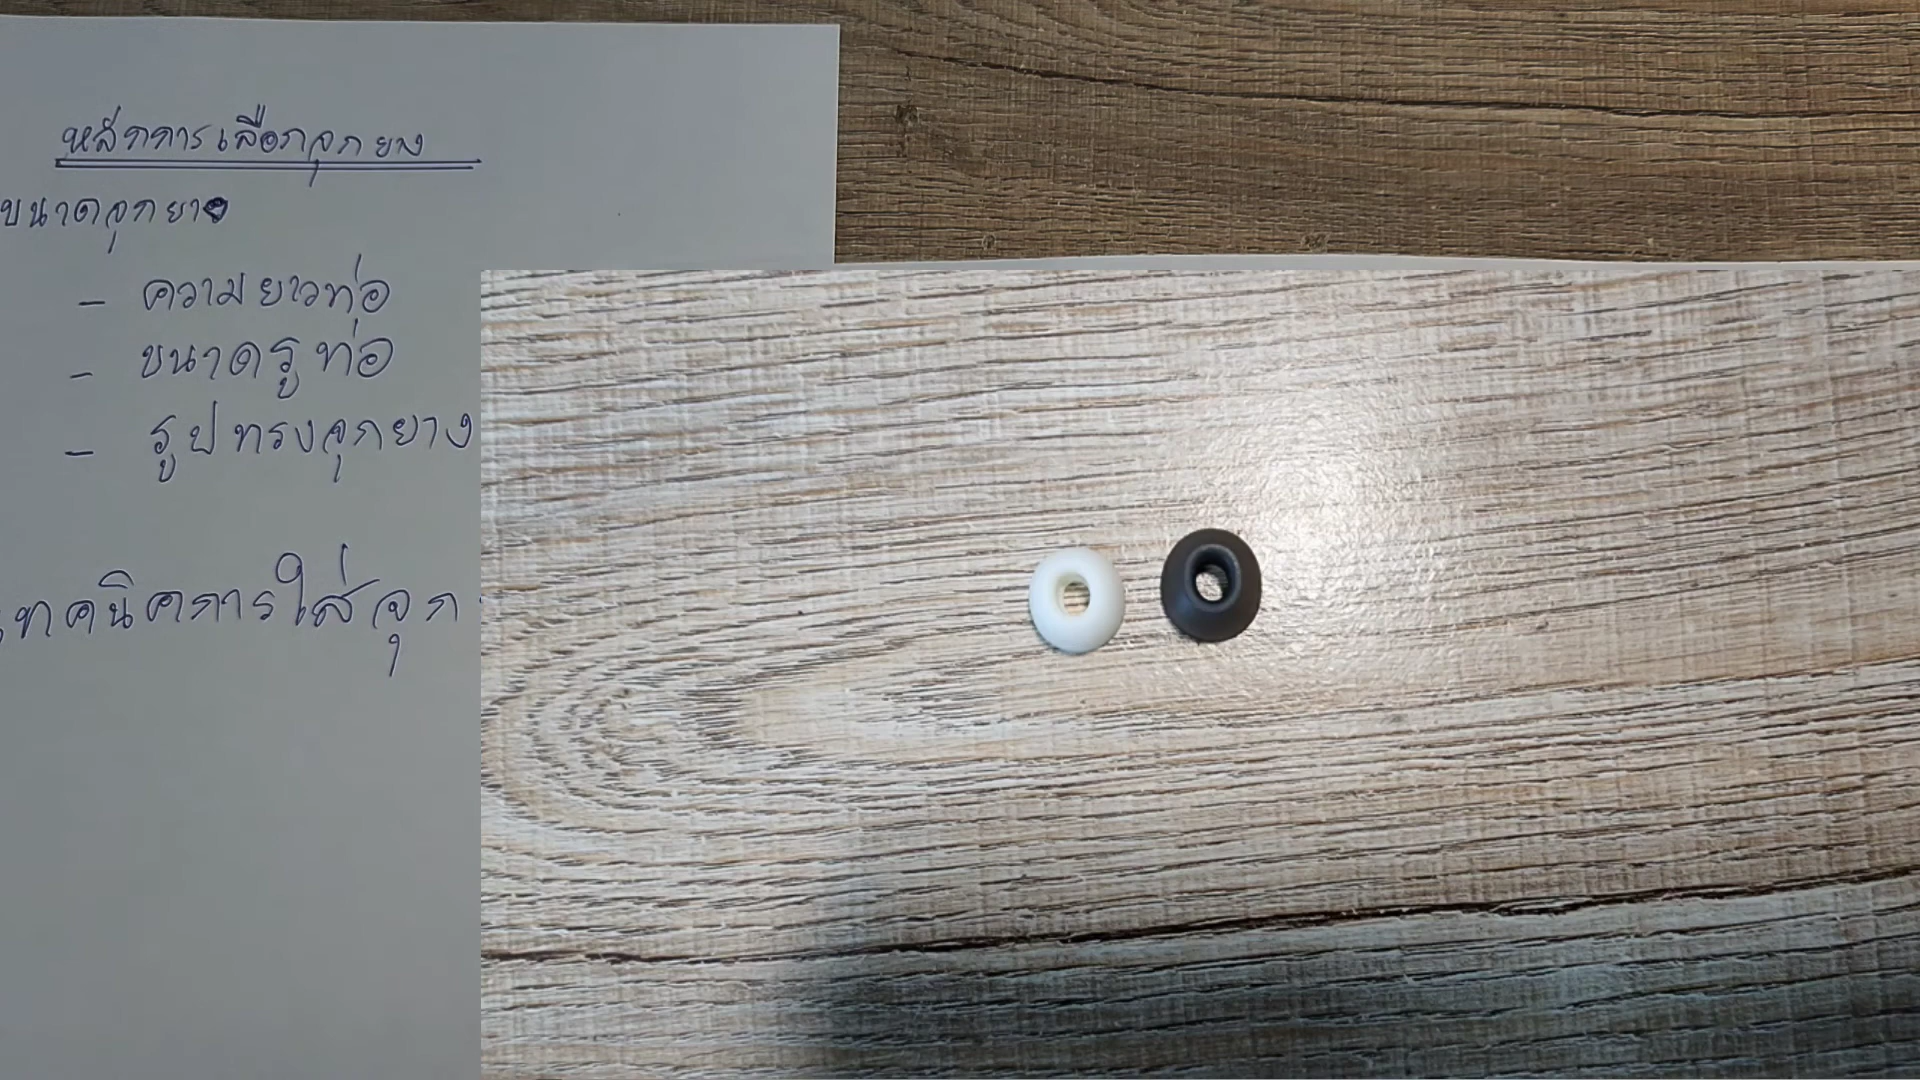 หลักการเลือกจุกยาง
ขนาดจุกยาง
- ความยาวท่อ
- ขนาดรูท่อ
- รูปทรงจุกยาง
เทคนิคการใส่จุก